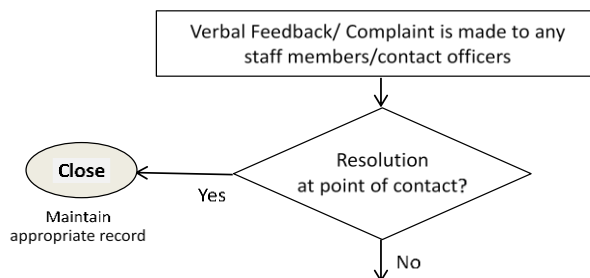 Verbal Feedback/ Complaint is made to any
staff members/contact officers
Resolution
at point of contact?
Close
Yes
Maintain
appropriate record
No